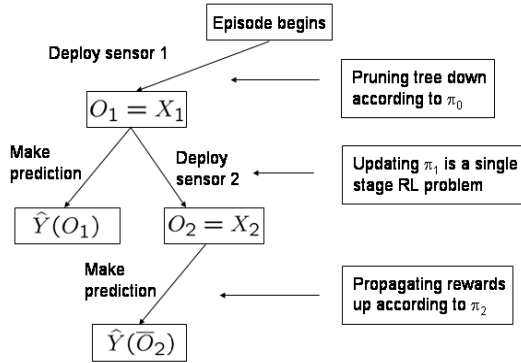 Episode begins
Deploy sensor 1
Pruning tree down
according to π₀
O₁ = X₁
Make
prediction
Deploy
sensor 2
Updating π₁ is a single
stage RL problem
Ŷ(O₁)
O₂ = X₂
Make
prediction
Propagating rewards
up according to π₂
Ŷ(O̅₂)